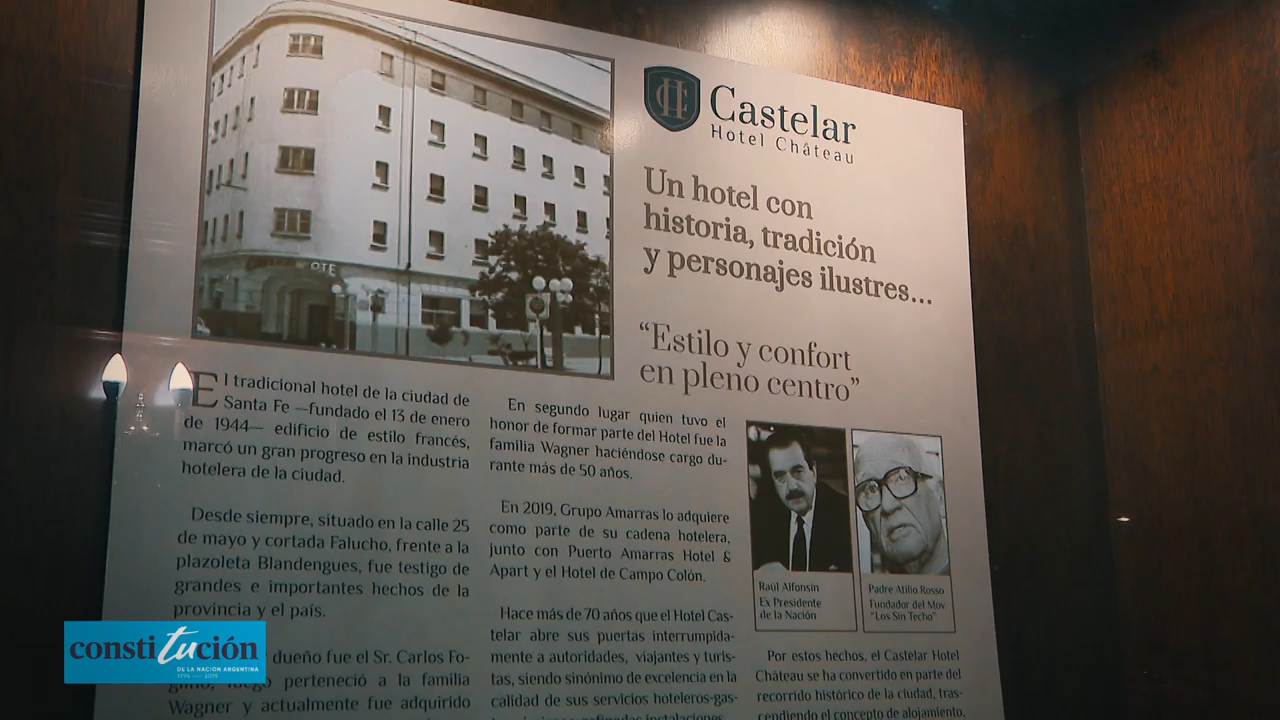 OTE
HC
Castelar
Hotel Château
Un hotel con
historia, tradición
y personajes ilustres...
“Estilo y confort
en pleno centro”
El tradicional hotel de la ciudad de
Santa Fe —fundado el 13 de enero
de 1944— edificio de estilo francés,
marcó un gran progreso en la industria
hotelera de la ciudad.
Desde siempre, situado en la calle 25
de mayo y cortada Falucho, frente a la
plazoleta Blandengues, fue testigo de
grandes e importantes hechos de la
provincia y el país.
dueño fue el Sr. Carlos Fo-
luego perteneció a la familia
Wagner y actualmente fue adquirido
En segundo lugar quien tuvo el
honor de formar parte del Hotel fue la
familia Wagner haciéndose cargo du-
rante más de 50 años.
En 2019, Grupo Amarras lo adquiere
como parte de su cadena hotelera,
junto con Puerto Amarras Hotel &
Apart y el Hotel de Campo Colón.
Hace más de 70 años que el Hotel Cas-
telar abre sus puertas interrumpida-
mente a autoridades, viajantes y turis-
tas, siendo sinónimo de excelencia en la
calidad de sus servicios hoteleros-gas-
y refinadas instalaciones.
Raúl Alfonsín
Ex Presidente
de la Nación
Padre Atilio Rosso
Fundador del Mov.
“Los Sin Techo”
Por estos hechos, el Castelar Hotel
Château se ha convertido en parte del
recorrido histórico de la ciudad, tras-
cendiendo el concepto de alojamiento,
constitución
DE LA NACIÓN ARGENTINA
1994 — 2019